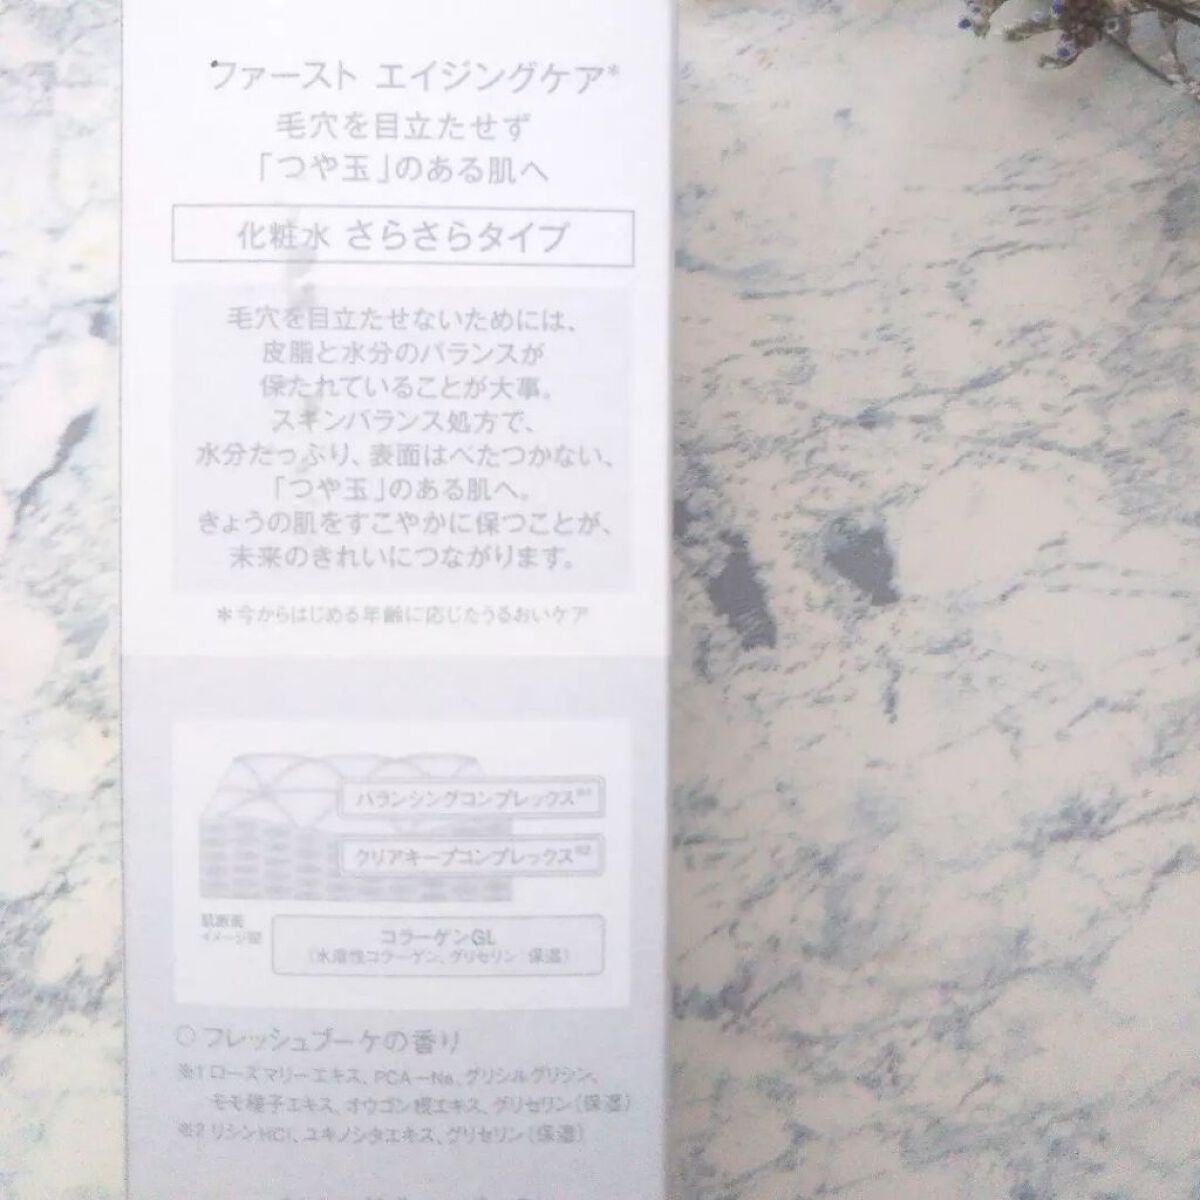 ファースト エイジングケア*
毛穴を目立たせず
「つや玉」のある肌へ
化粧水 さらさらタイプ
毛穴を目立たせないためには、
皮脂と水分のバランスが
保たれていることが大事。
スキンバランス処方で、
水分たっぷり、表面はべたつかない、
「つや玉」のある肌へ。
きょうの肌をすこやかに保つことが、
未来のきれいにつながります。
*今からはじめる年齢に応じたうるおいケア
バランシングコンプレックス※1
クリアキープコンプレックス※2
肌断面
イメージ図
コラーゲンGL
(水溶性コラーゲン、グリセリン:保湿)
○フレッシュブーケの香り
※1 ローズマリーエキス、PCA-Na、グリシルグリシン、
モモ種子エキス、オウゴン根エキス、グリセリン(保湿)
※2 リシンHCl、ユキノシタエキス、グリセリン(保湿)